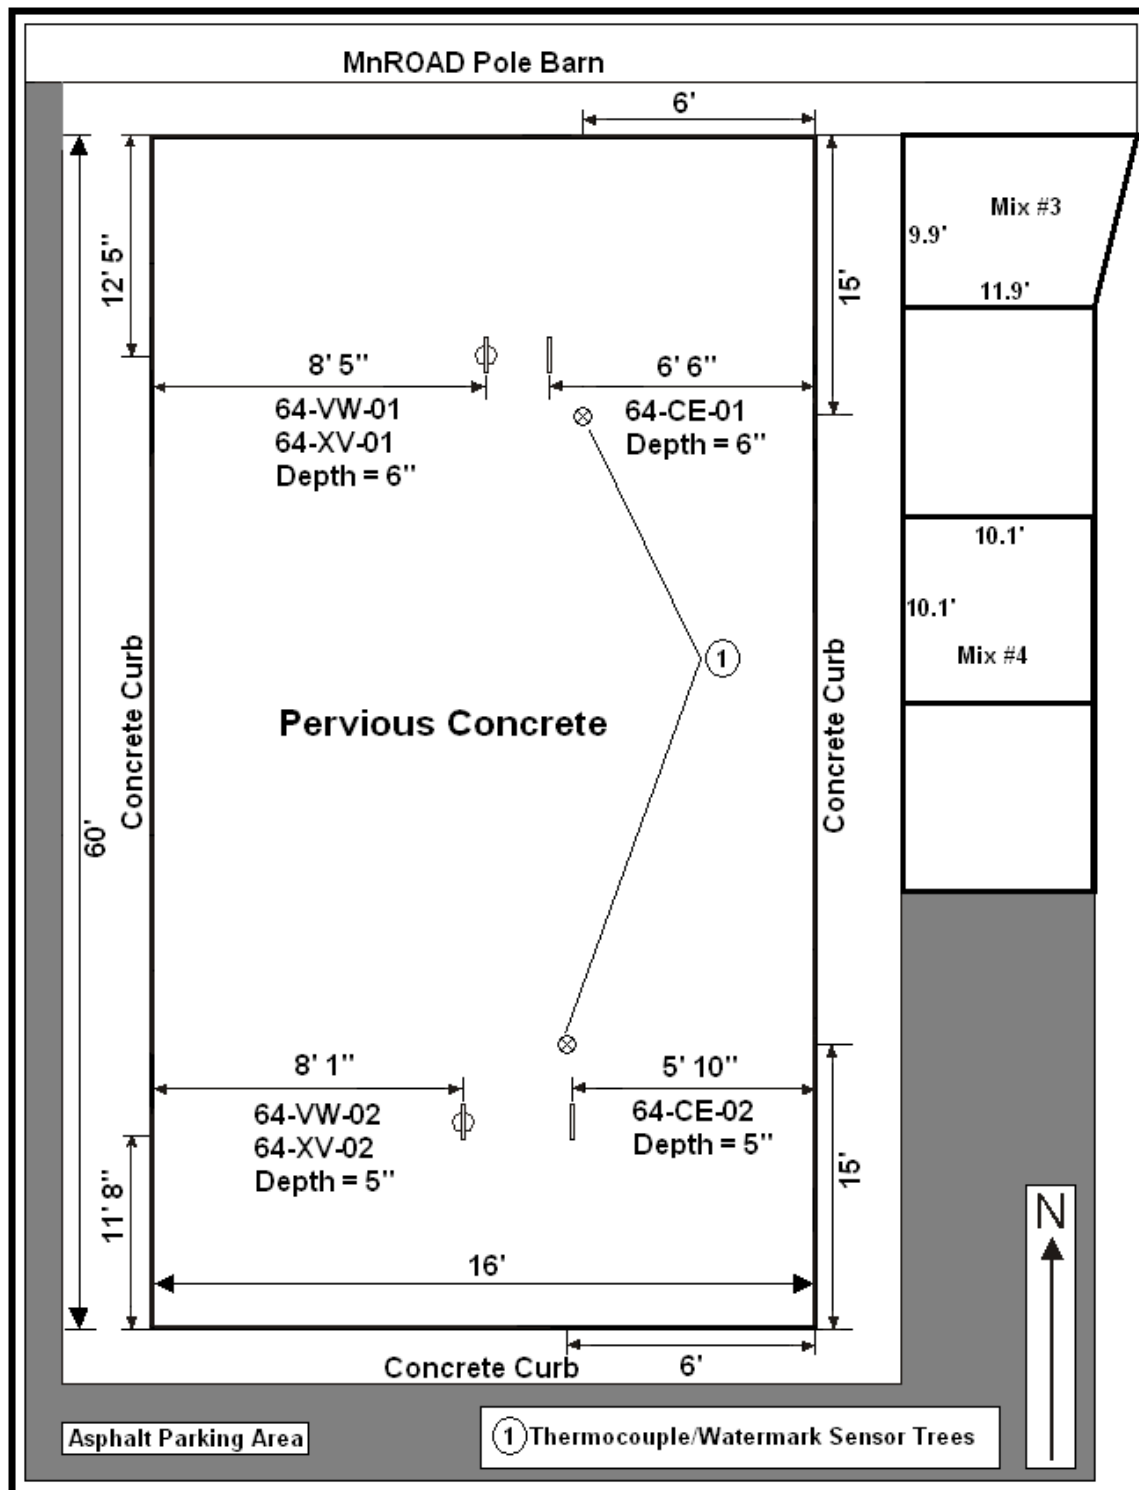 MnROAD Pole Barn
6'
12' 5"
15'
Mix #3
9.9'
11.9'
8' 5"
6' 6"
64-VW-01
64-XV-01
Depth = 6"
64-CE-01
Depth = 6"
10.1'
10.1'
Mix #4
1
Concrete Curb
Pervious Concrete
Concrete Curb
60'
8' 1"
5' 10"
64-VW-02
64-XV-02
Depth = 5"
64-CE-02
Depth = 5"
11' 8"
15'
N
16'
Concrete Curb
6'
Asphalt Parking Area
1 Thermocouple/Watermark Sensor Trees